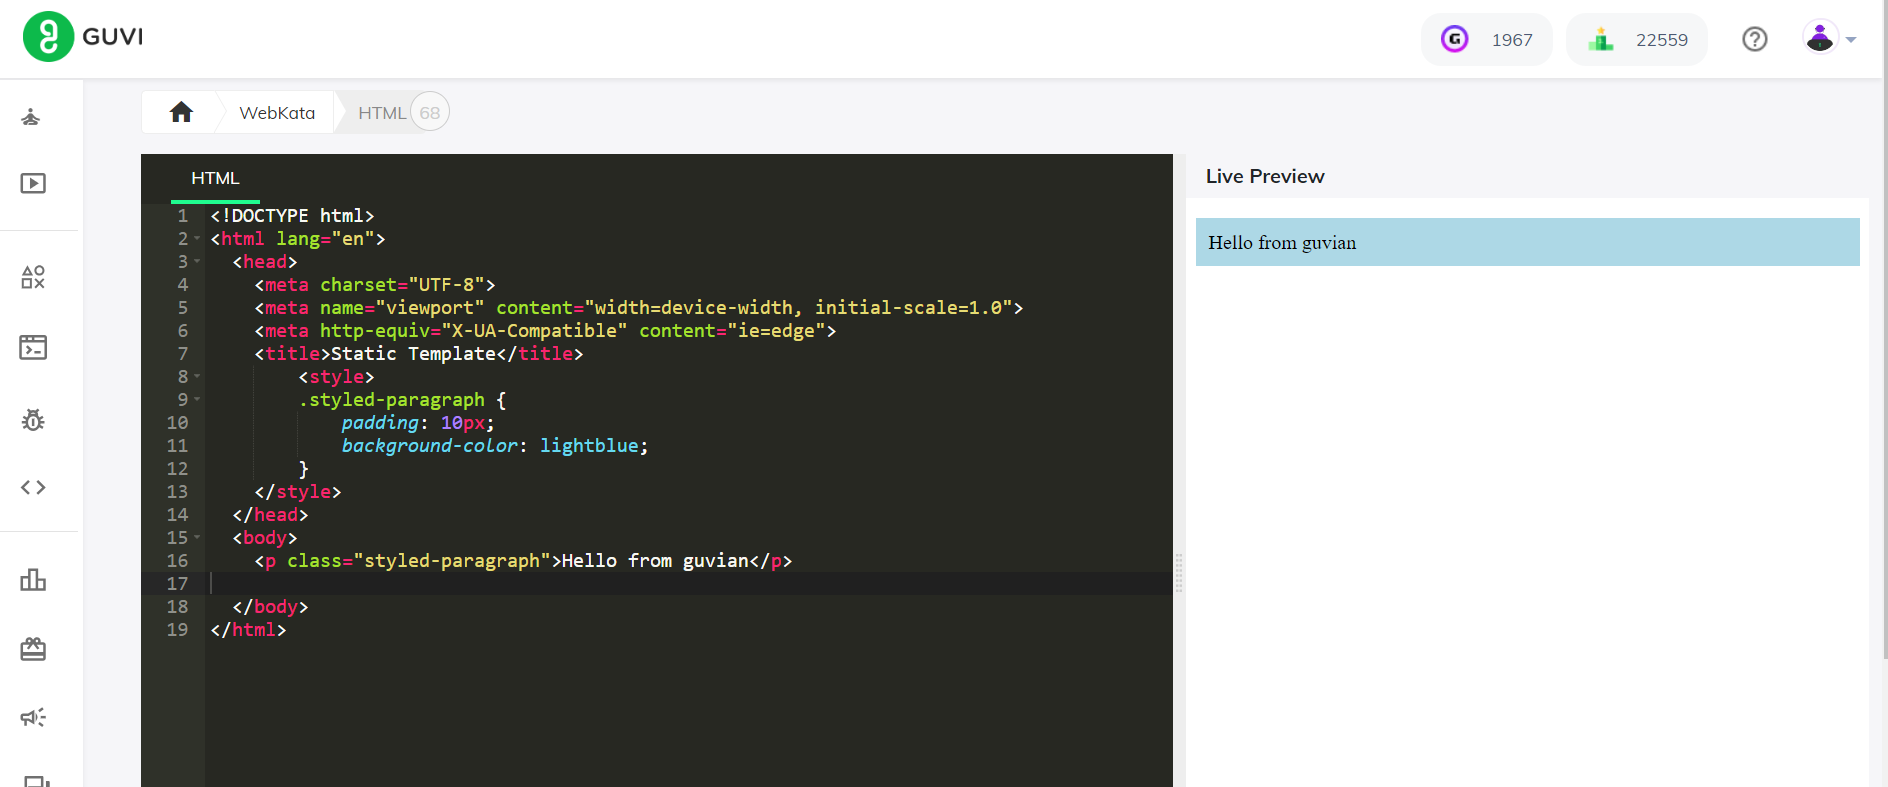 GUVI
1967
22559
WebKata
HTML 68
HTML
Live Preview
1 <!DOCTYPE html>
2 <html lang="en">
3 <head>
4 <meta charset="UTF-8">
5 <meta name="viewport" content="width=device-width, initial-scale=1.0">
6 <meta http-equiv="X-UA-Compatible" content="ie=edge">
7 <title>Static Template</title>
8 <style>
9 .styled-paragraph {
10 padding: 10px;
11 background-color: lightblue;
12 }
13 </style>
14 </head>
15 <body>
16 <p class="styled-paragraph">Hello from guvian</p>
17
18 </body>
19 </html>
Hello from guvian